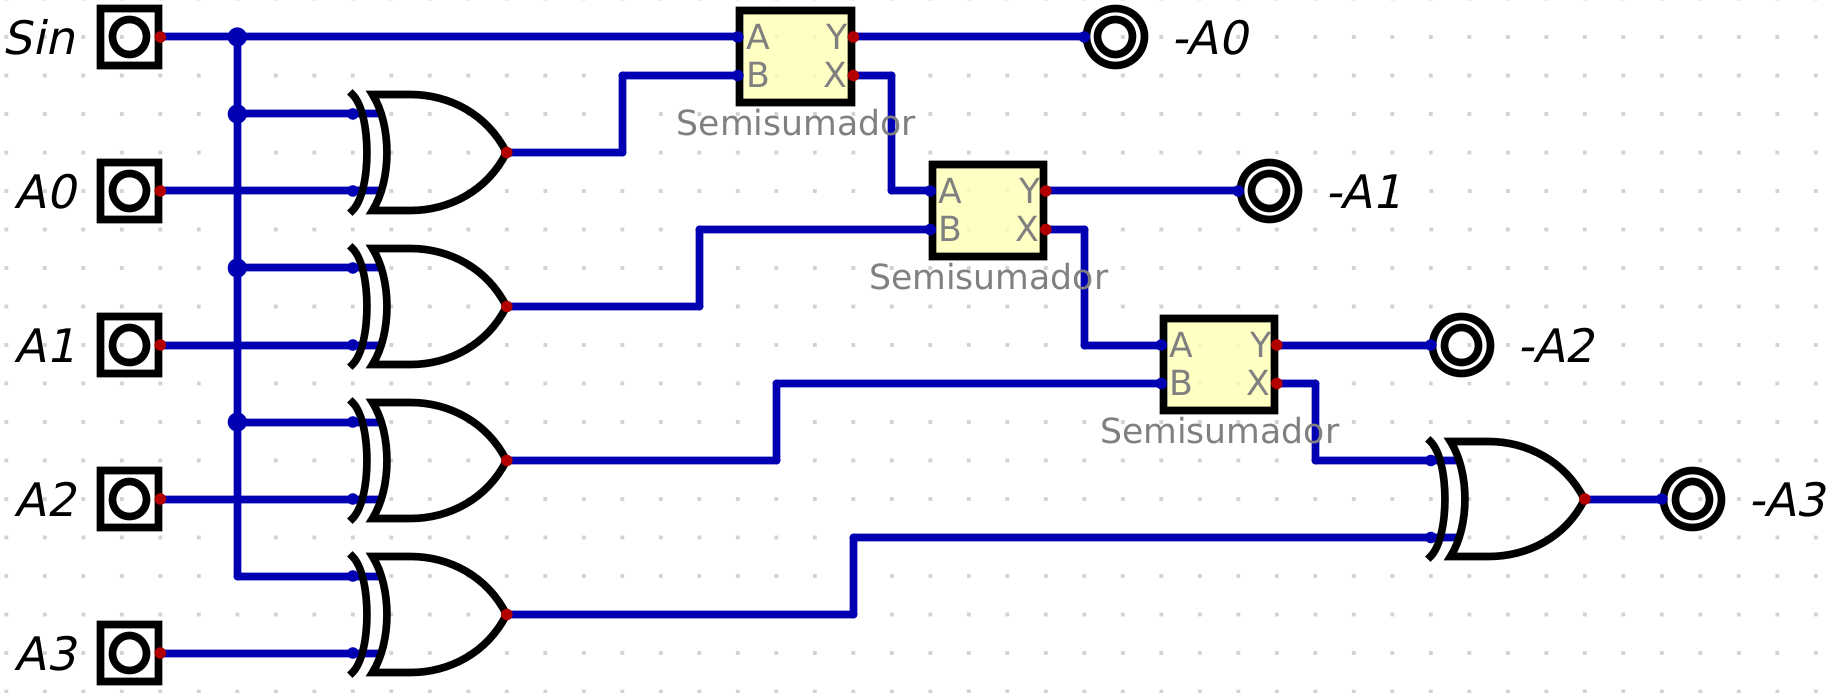 Sin
A Y
B X
Semisumador
-A0
A0
A Y
B X
Semisumador
-A1
A1
A Y
B X
Semisumador
-A2
A2
-A3
A3